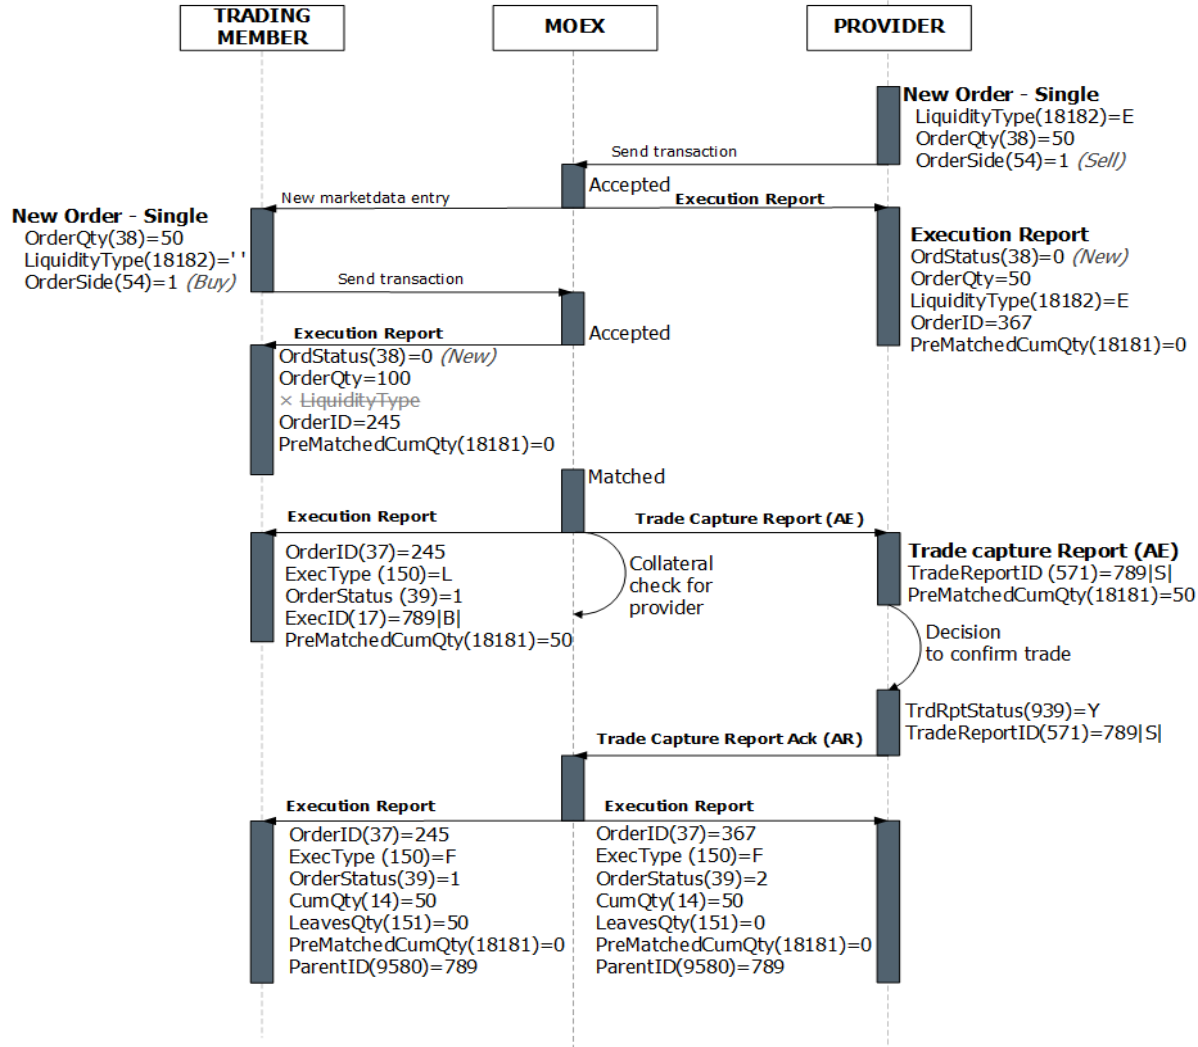 TRADING
MEMBER
MOEX
PROVIDER
New Order - Single
LiquidityType(18182)=E
OrderQty(38)=50
OrderSide(54)=1 (Sell)
Send transaction
Accepted
New marketdata entry
Execution Report
New Order - Single
OrderQty(38)=50
LiquidityType(18182)=' '
OrderSide(54)=1 (Buy)
Execution Report
OrdStatus(38)=0 (New)
OrderQty=50
LiquidityType(18182)=E
OrderID=367
PreMatchedCumQty(18181)=0
Send transaction
Accepted
Execution Report
OrdStatus(38)=0 (New)
OrderQty=100
× LiquidityType
OrderID=245
PreMatchedCumQty(18181)=0
Matched
Execution Report
Trade Capture Report (AE)
OrderID(37)=245
ExecType (150)=L
OrderStatus (39)=1
ExecID(17)=789|B|
PreMatchedCumQty(18181)=50
Collateral
check for
provider
Trade capture Report (AE)
TradeReportID (571)=789|S|
PreMatchedCumQty(18181)=50
Decision
to confirm trade
TrdRptStatus(939)=Y
TradeReportID(571)=789|S|
Trade Capture Report Ack (AR)
Execution Report
Execution Report
OrderID(37)=245
ExecType (150)=F
OrderStatus(39)=1
CumQty(14)=50
LeavesQty(151)=50
PreMatchedCumQty(18181)=0
ParentID(9580)=789
OrderID(37)=367
ExecType (150)=F
OrderStatus(39)=2
CumQty(14)=50
LeavesQty(151)=0
PreMatchedCumQty(18181)=0
ParentID(9580)=789